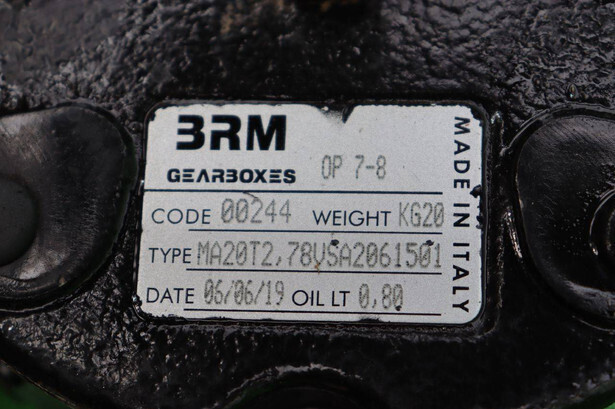 BRM
GEARBOXES OP 7-8
CODE 00244 WEIGHT KG20
TYPE MA20T2,78VSA2061501
DATE 06/06/19 OIL LT 0,80
MADE IN ITALY